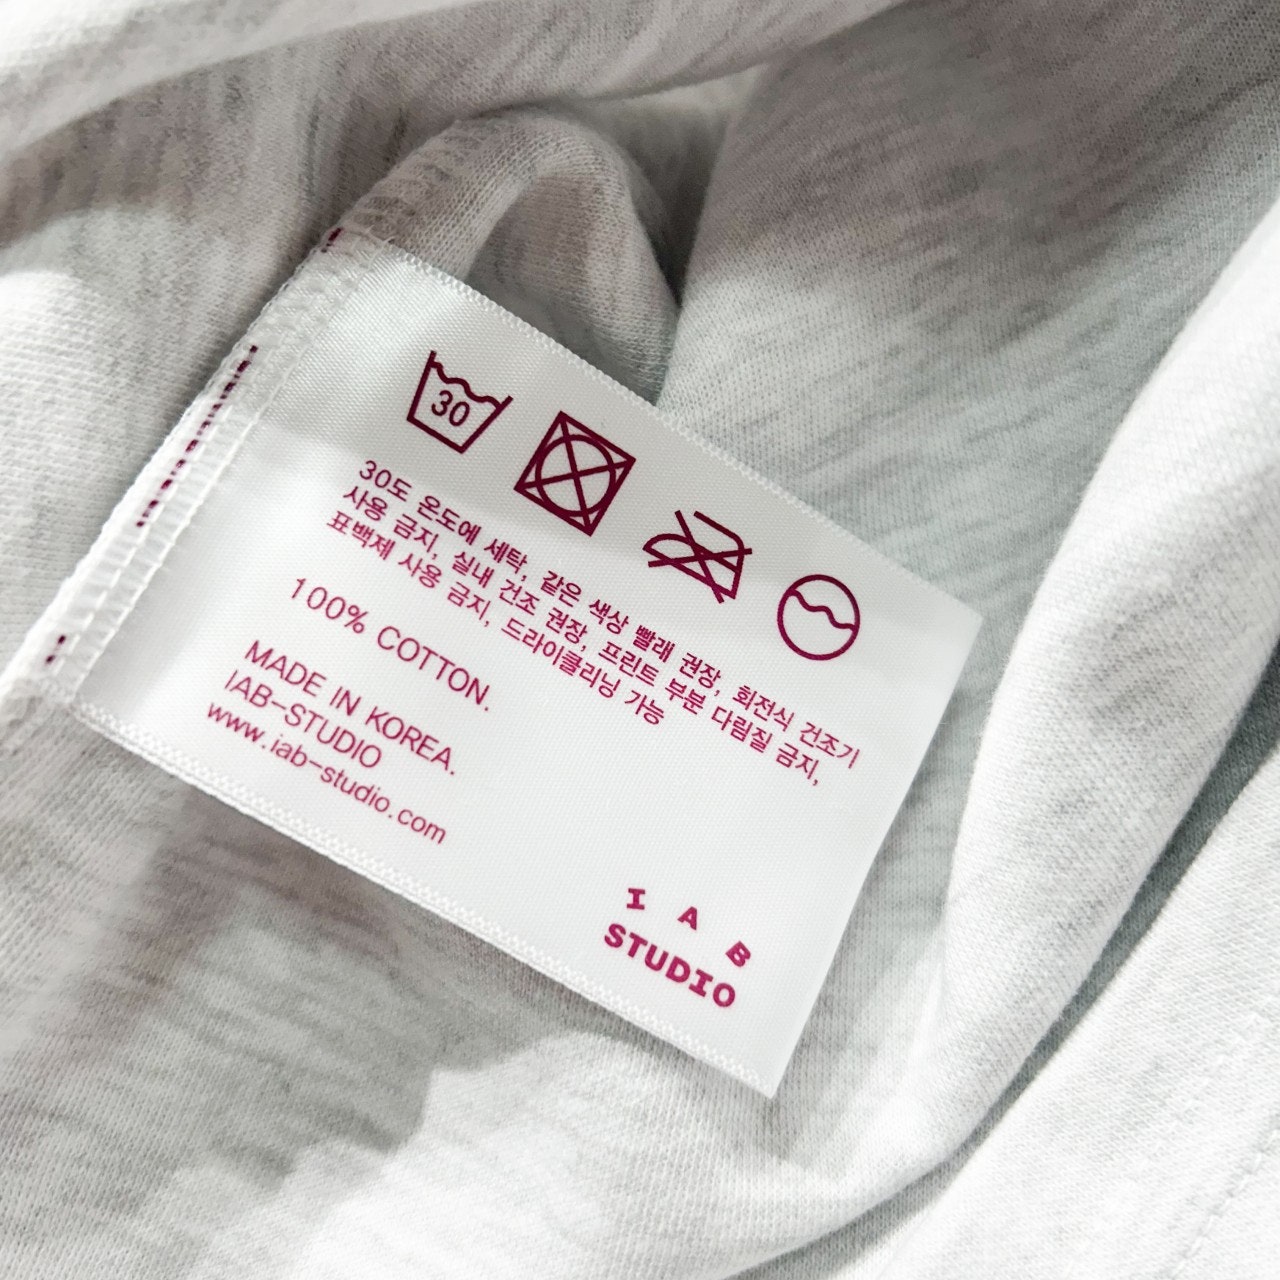 30
30도 온도에 세탁, 같은 색상 빨래 권장, 회전식 건조기
사용 금지, 실내 건조 권장, 프린트 부분 다림질 금지,
표백제 사용 금지, 드라이클리닝 가능
100% COTTON.
MADE IN KOREA.
IAB-STUDIO
www.iab-studio.com
I A B
STUDIO